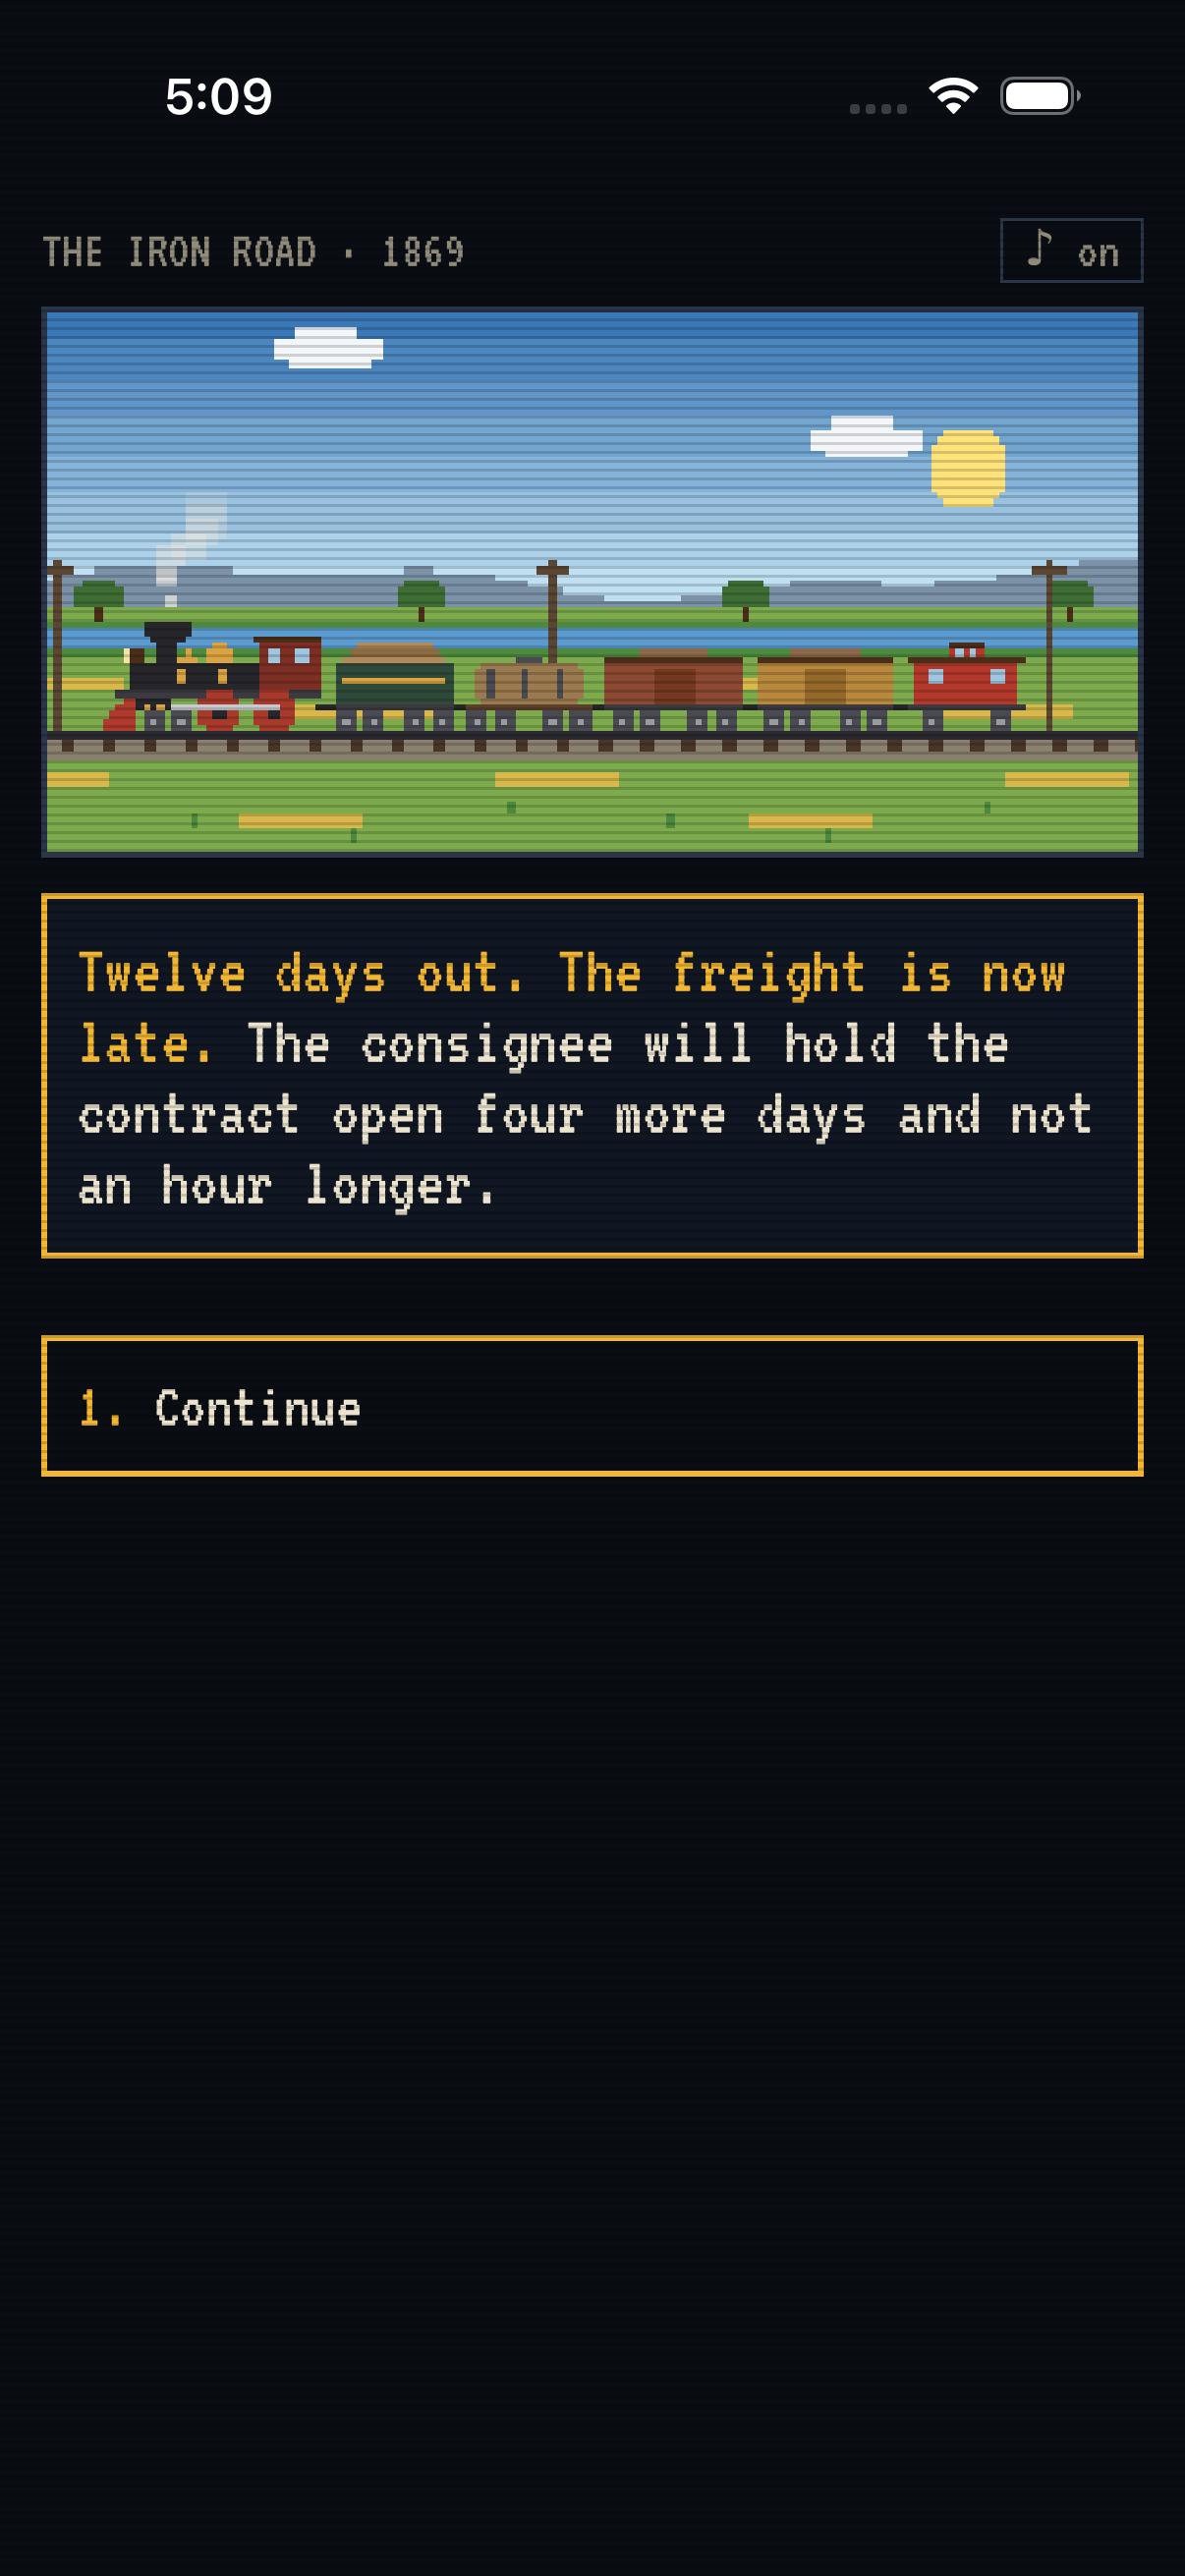 5:09
THE IRON ROAD · 1869
♪ on
Twelve days out. The freight is now
late. The consignee will hold the
contract open four more days and not
an hour longer.
1. Continue